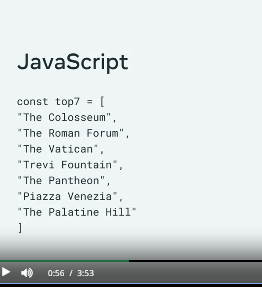 JavaScript
const top7 = [
"The Colosseum",
"The Roman Forum",
"The Vatican",
"Trevi Fountain",
"The Pantheon",
"Piazza Venezia",
"The Palatine Hill"
]
0:56 / 3:53